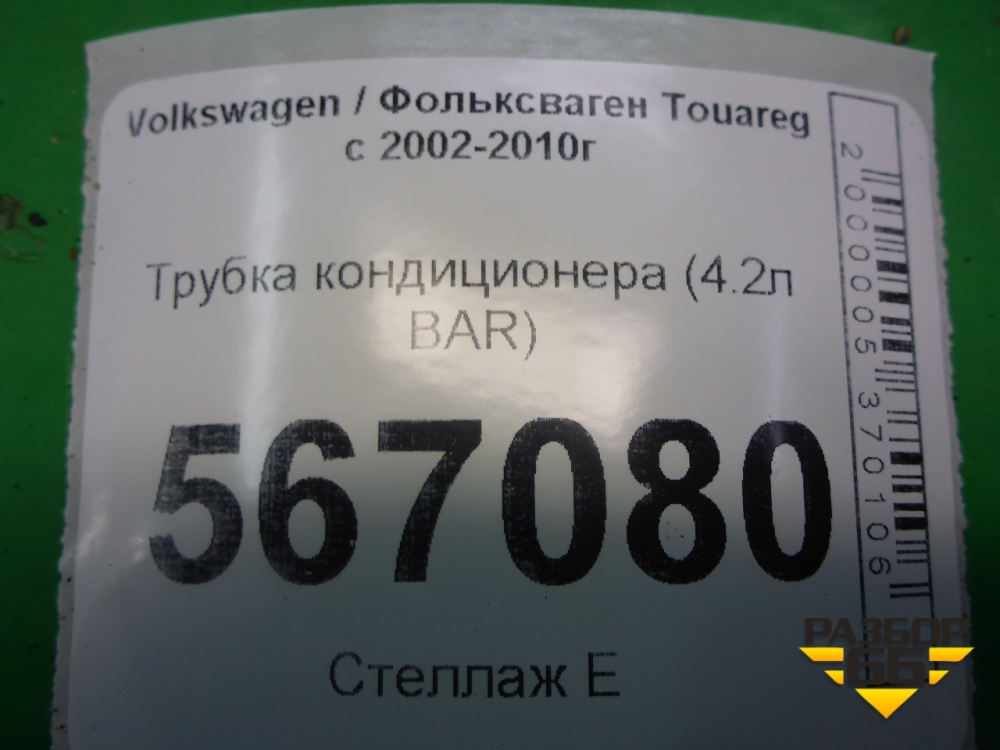 Volkswagen / Фольксваген Touareg
с 2002-2010г
Трубка кондиционера (4.2л
BAR)
567080
Стеллаж Е
2000005370106
РАЗБОР
66